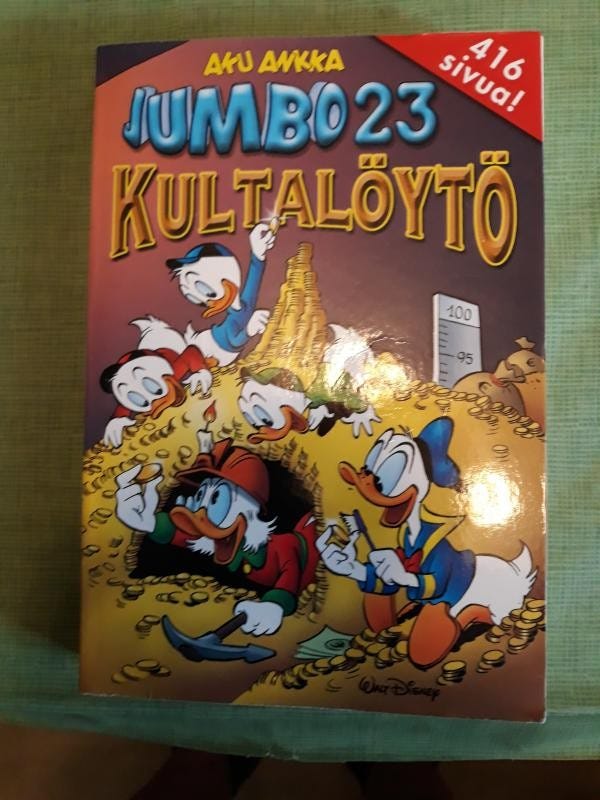 AKU ANKKA
416
sivua!
JUMBO 23
KULTALÖYTÖ
100
95
€
WALT DISNEY